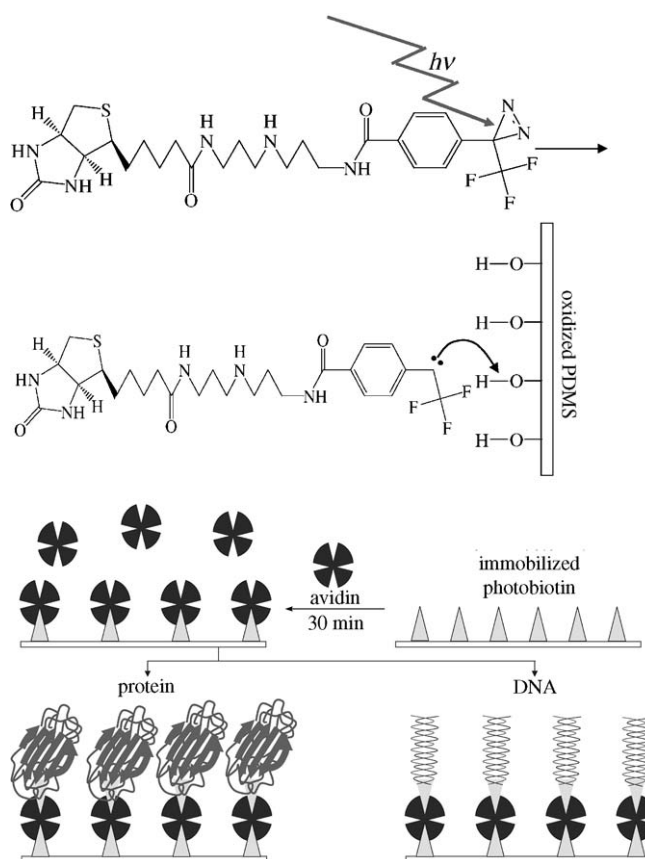 hν
H
S
HN
NH
H
O
O
H
N
H
N
O
NH
N
N
F
F
F
H
S
HN
NH
H
O
O
H
N
H
N
O
NH
F
F
F
H—O
H—O
H—O
H—O
oxidized PDMS
immobilized
photobiotin
avidin
30 min
protein
DNA